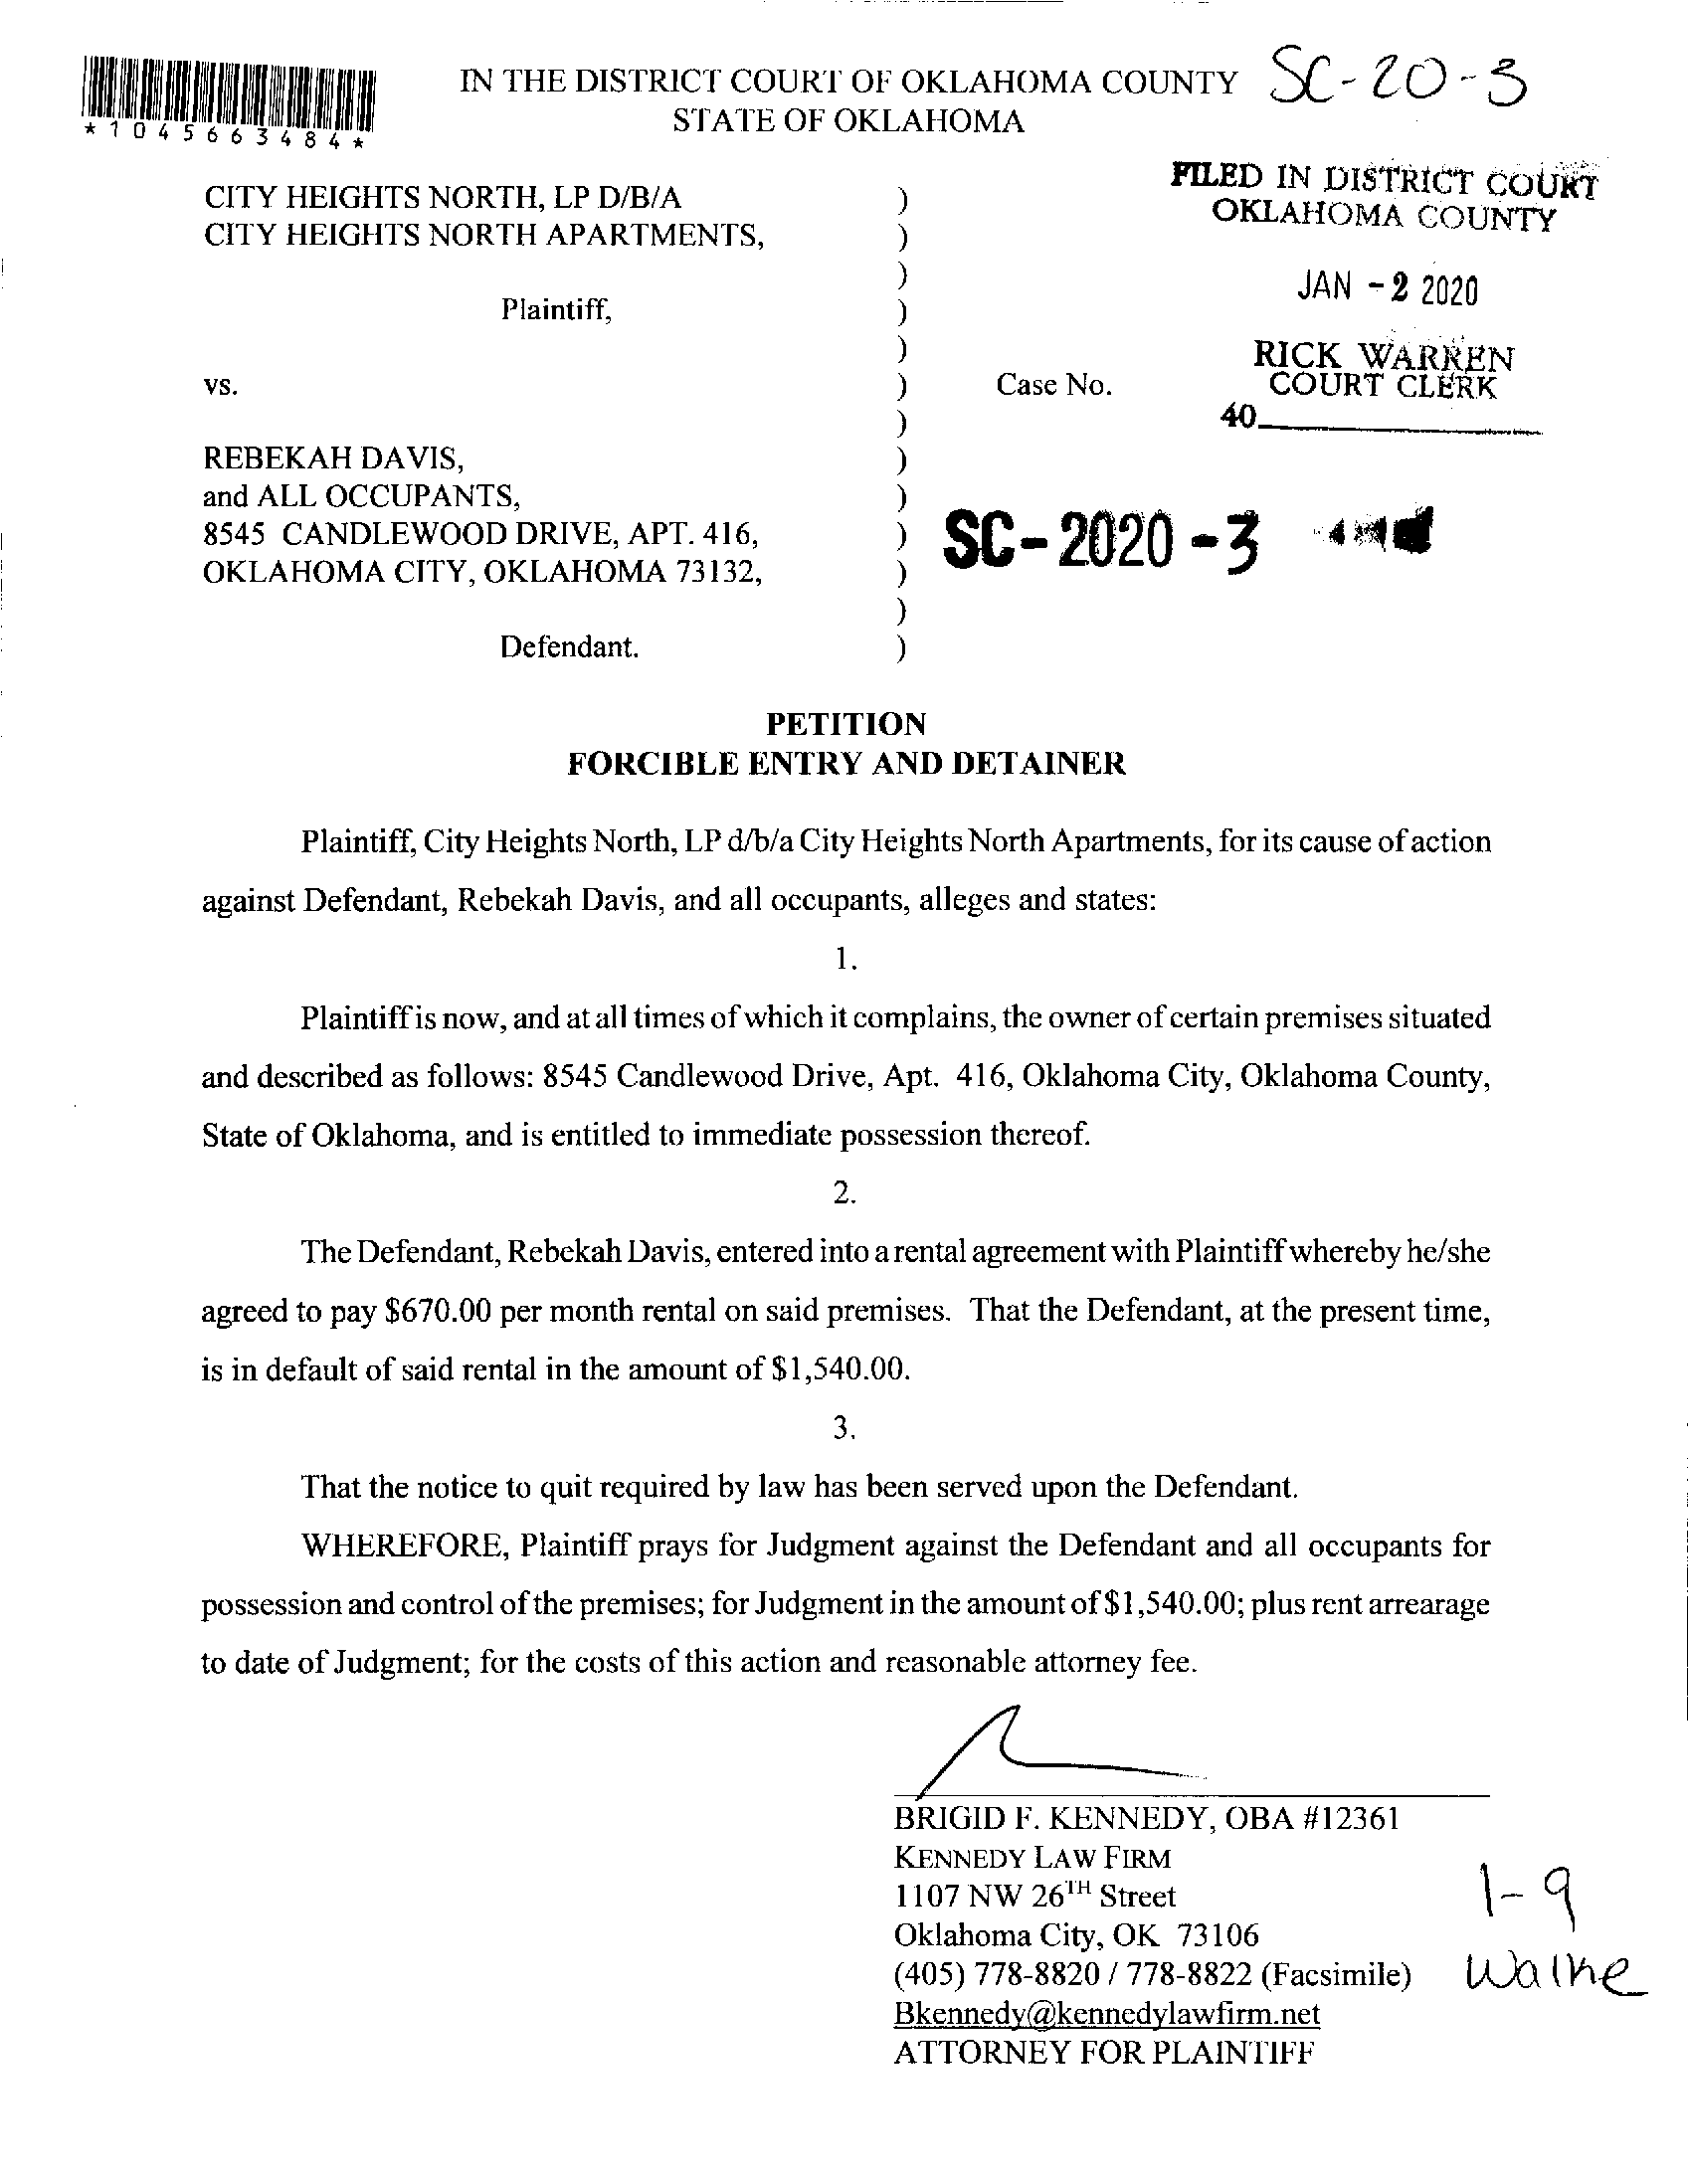 IN THE DISTRICT COURT OF OKLAHOMA COUNTY
STATE OF OKLAHOMA
SC-20-3
*1045663484*
FILED IN DISTRICT COURT
OKLAHOMA COUNTY
JAN -2 2020
RICK WARREN
COURT CLERK
40
CITY HEIGHTS NORTH, LP D/B/A )
CITY HEIGHTS NORTH APARTMENTS, )
)
Plaintiff, )
)
vs. ) Case No.
)
REBEKAH DAVIS, )
and ALL OCCUPANTS, )
8545 CANDLEWOOD DRIVE, APT. 416, ) SC-2020-3
OKLAHOMA CITY, OKLAHOMA 73132, )
)
Defendant. )
PETITION
FORCIBLE ENTRY AND DETAINER
Plaintiff, City Heights North, LP d/b/a City Heights North Apartments, for its cause of action
against Defendant, Rebekah Davis, and all occupants, alleges and states:
1.
Plaintiff is now, and at all times of which it complains, the owner of certain premises situated
and described as follows: 8545 Candlewood Drive, Apt. 416, Oklahoma City, Oklahoma County,
State of Oklahoma, and is entitled to immediate possession thereof.
2.
The Defendant, Rebekah Davis, entered into a rental agreement with Plaintiff whereby he/she
agreed to pay $670.00 per month rental on said premises. That the Defendant, at the present time,
is in default of said rental in the amount of $1,540.00.
3.
That the notice to quit required by law has been served upon the Defendant.
WHEREFORE, Plaintiff prays for Judgment against the Defendant and all occupants for
possession and control of the premises; for Judgment in the amount of $1,540.00; plus rent arrearage
to date of Judgment; for the costs of this action and reasonable attorney fee.
BRIGID F. KENNEDY, OBA #12361
KENNEDY LAW FIRM
1107 NW 26TH Street
Oklahoma City, OK 73106
(405) 778-8820 / 778-8822 (Facsimile)
Bkennedy@kennedylawfirm.net
ATTORNEY FOR PLAINTIFF
1-9